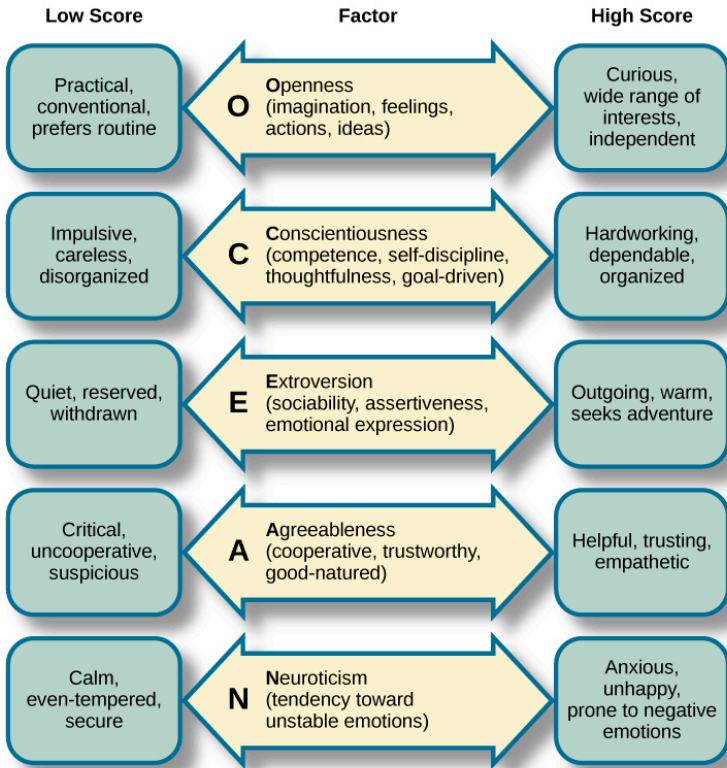 Low Score
Factor
High Score
Practical,
conventional,
prefers routine
O
Openness
(imagination, feelings,
actions, ideas)
Curious,
wide range of
interests,
independent
Impulsive,
careless,
disorganized
C
Conscientiousness
(competence, self-discipline,
thoughtfulness, goal-driven)
Hardworking,
dependable,
organized
Quiet, reserved,
withdrawn
E
Extroversion
(sociability, assertiveness,
emotional expression)
Outgoing, warm,
seeks adventure
Critical,
uncooperative,
suspicious
A
Agreeableness
(cooperative, trustworthy,
good-natured)
Helpful, trusting,
empathetic
Calm,
even-tempered,
secure
N
Neuroticism
(tendency toward
unstable emotions)
Anxious,
unhappy,
prone to negative
emotions